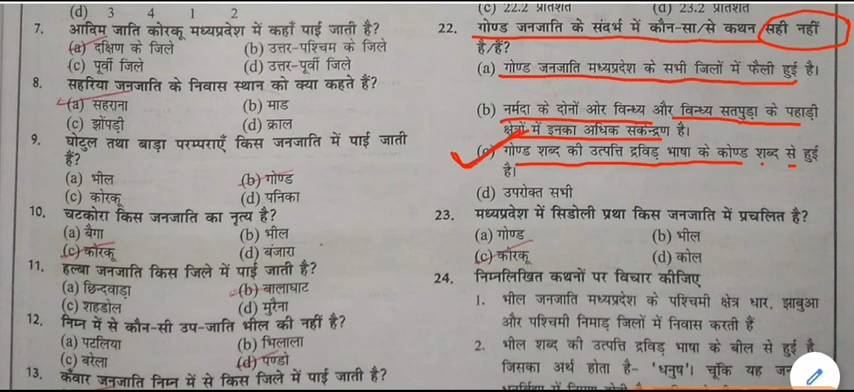 (d) 3 4 1 2
7. आदिम जाति कोरकू मध्यप्रदेश में कहाँ पाई जाती है?
(a) दक्षिण के जिले (b) उत्तर-पश्चिम के जिले
(c) पूर्वी जिले (d) उत्तर-पूर्वी जिले
8. सहरिया जनजाति के निवास स्थान को क्या कहते हैं?
(a) सहराना (b) माड
(c) झोंपड़ी (d) क्राल
9. घोटुल तथा बाड़ा परम्पराएँ किस जनजाति में पाई जाती
हैं?
(a) भील (b) गोण्ड
(c) कोरकू (d) पनिका
10. चटकोरा किस जनजाति का नृत्य है?
(a) बैगा (b) भील
(c) कोरकू (d) बंजारा
11. हल्बा जनजाति किस जिले में पाई जाती है?
(a) छिन्दवाड़ा (b) बालाघाट
(c) शहडोल (d) मुरैना
12. निम्न में से कौन-सी उप-जाति भील की नहीं है?
(a) पटलिया (b) भिलाला
(c) बरेला (d) पण्डो
13. कँवार जनजाति निम्न में से किस जिले में पाई जाती है?
(c) 22.2 प्रतिशत (d) 23.2 प्रतिशत
22. गोण्ड जनजाति के संदर्भ में कौन-सा/से कथन सही नहीं
है/हैं?
(a) गोण्ड जनजाति मध्यप्रदेश के सभी जिलों में फैली हुई है।
(b) नर्मदा के दोनों ओर विन्ध्य और विन्ध्य सतपुड़ा के पहाड़ी
क्षेत्रों में इनका अधिक सकेन्द्रण है।
(c) गोण्ड शब्द की उत्पत्ति द्रविड़ भाषा के कोण्ड शब्द से हुई
है।
(d) उपरोक्त सभी
23. मध्यप्रदेश में सिडोली प्रथा किस जनजाति में प्रचलित है?
(a) गोण्ड (b) भील
(c) कोरकू (d) कोल
24. निम्नलिखित कथनों पर विचार कीजिए
1. भील जनजाति मध्यप्रदेश के पश्चिमी क्षेत्र धार, झाबुआ
और पश्चिमी निमाड़ जिलों में निवास करती हैं
2. भील शब्द की उत्पत्ति द्रविड़ भाषा के बील से हुई है
जिसका अर्थ होता है- 'धनुष'। चूँकि यह जन